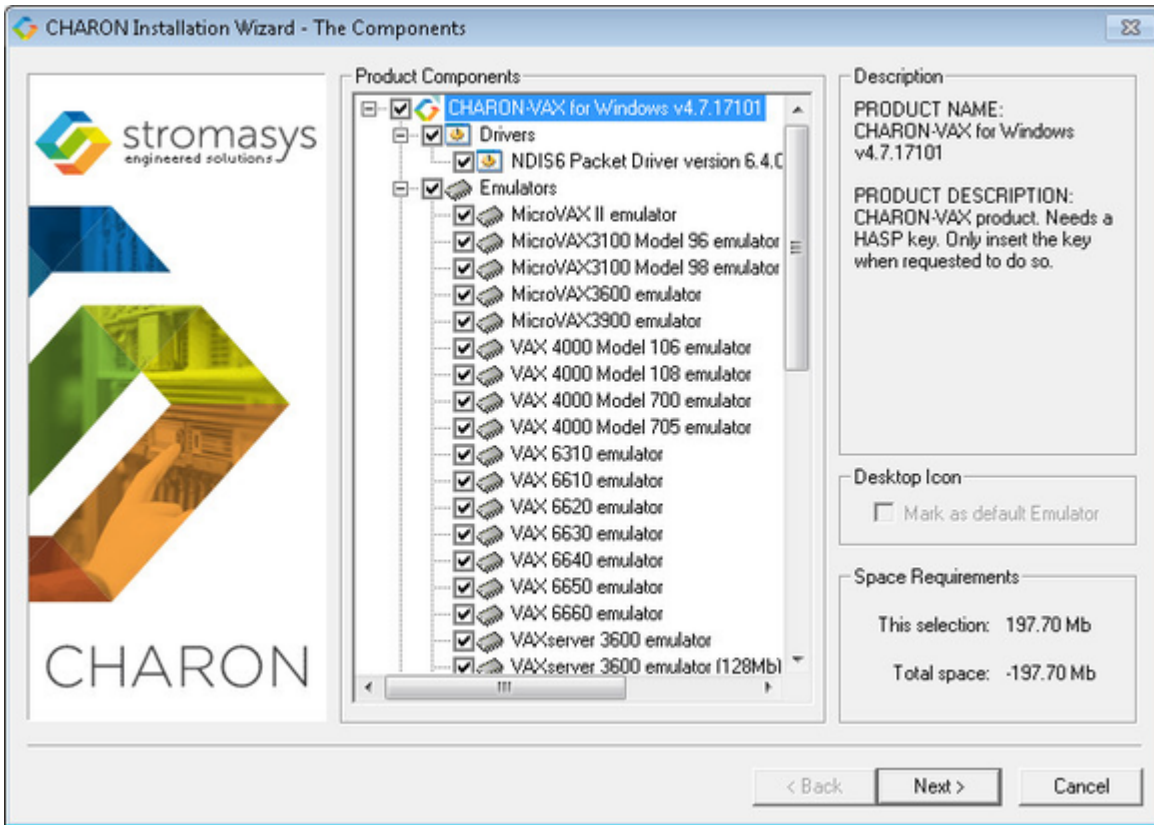 CHARON Installation Wizard - The Components
stromasys
engineered solutions
CHARON
Product Components
CHARON-VAX for Windows v4.7.17101
Drivers
NDIS6 Packet Driver version 6.4.0
Emulators
MicroVAX II emulator
MicroVAX3100 Model 96 emulator
MicroVAX3100 Model 98 emulator
MicroVAX3600 emulator
MicroVAX3900 emulator
VAX 4000 Model 106 emulator
VAX 4000 Model 108 emulator
VAX 4000 Model 700 emulator
VAX 4000 Model 705 emulator
VAX 6310 emulator
VAX 6610 emulator
VAX 6620 emulator
VAX 6630 emulator
VAX 6640 emulator
VAX 6650 emulator
VAX 6660 emulator
VAXserver 3600 emulator
VAXserver 3600 emulator (128Mb)
Description
PRODUCT NAME:
CHARON-VAX for Windows
v4.7.17101
PRODUCT DESCRIPTION:
CHARON-VAX product. Needs a
HASP key. Only insert the key
when requested to do so.
Desktop Icon
Mark as default Emulator
Space Requirements
This selection: 197.70 Mb
Total space: -197.70 Mb
< Back
Next >
Cancel